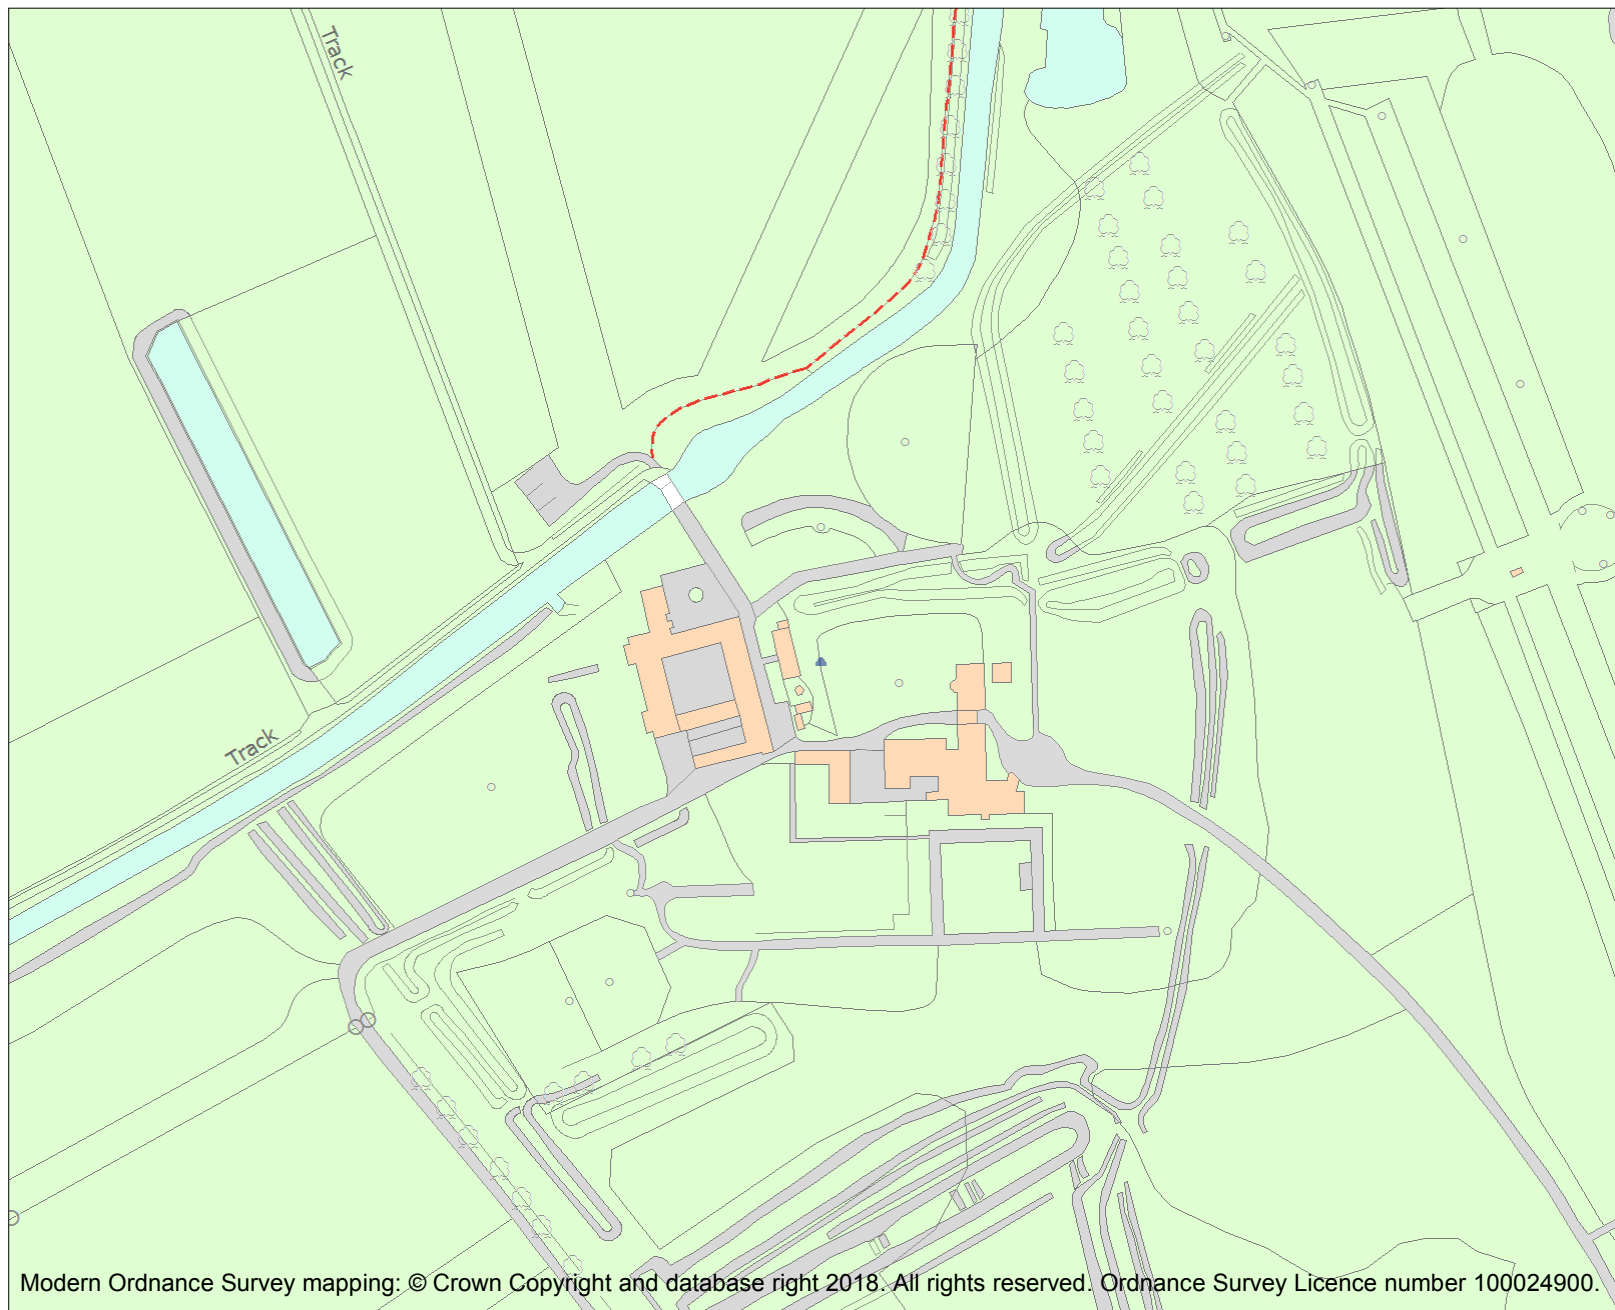 Track
Track
Modern Ordnance Survey mapping: © Crown Copyright and database right 2018. All rights reserved. Ordnance Survey Licence number 100024900.